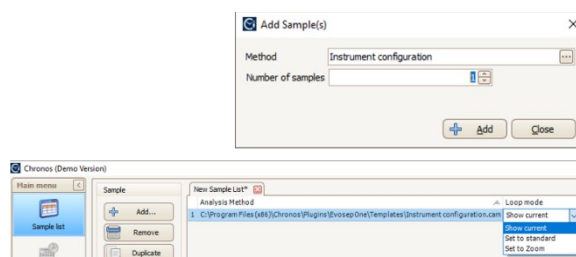 Add Sample(s)
Method Instrument configuration
Number of samples 1
Add Close
Chronos (Demo Version)
Main menu
Sample
New Sample List*
Analysis Method Loop mode
Add...
1 C:\Program Files (x86)\Chronos\Plugins\EvosepOne\Templates\Instrument configuration.cam Show current
Sample list
Remove
Show current
Set to standard
Duplicate
Set to Zoom